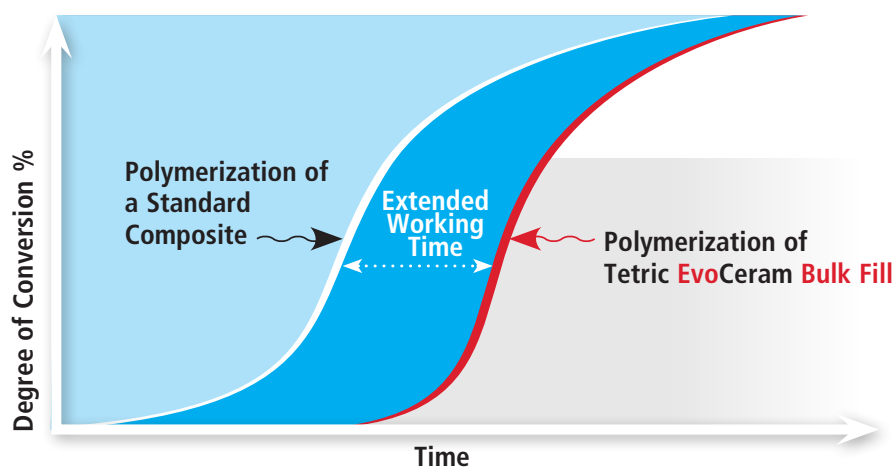 Degree of Conversion %
Polymerization of
a Standard
Composite
Extended
Working
Time
Polymerization of
Tetric EvoCeram Bulk Fill
Time